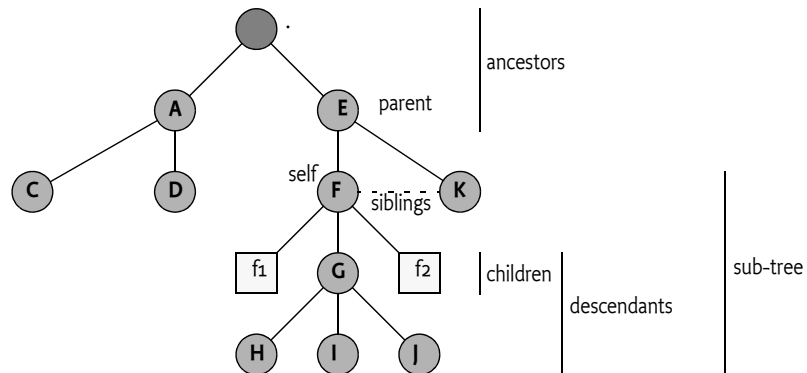 .
ancestors
A
E
parent
self
C
D
F
K
siblings
f1
G
f2
children
sub-tree
descendants
H
I
J